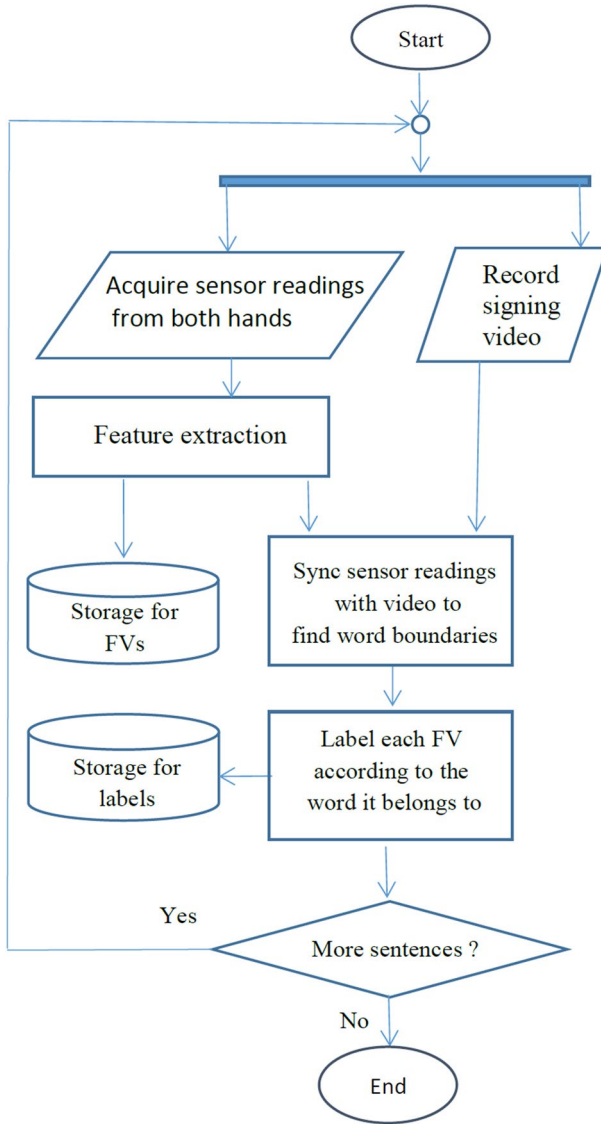 Start
Acquire sensor readings
from both hands
Record
signing
video
Feature extraction
Storage for
FVs
Sync sensor readings
with video to
find word boundaries
Storage for
labels
Label each FV
according to the
word it belongs to
Yes
More sentences ?
No
End